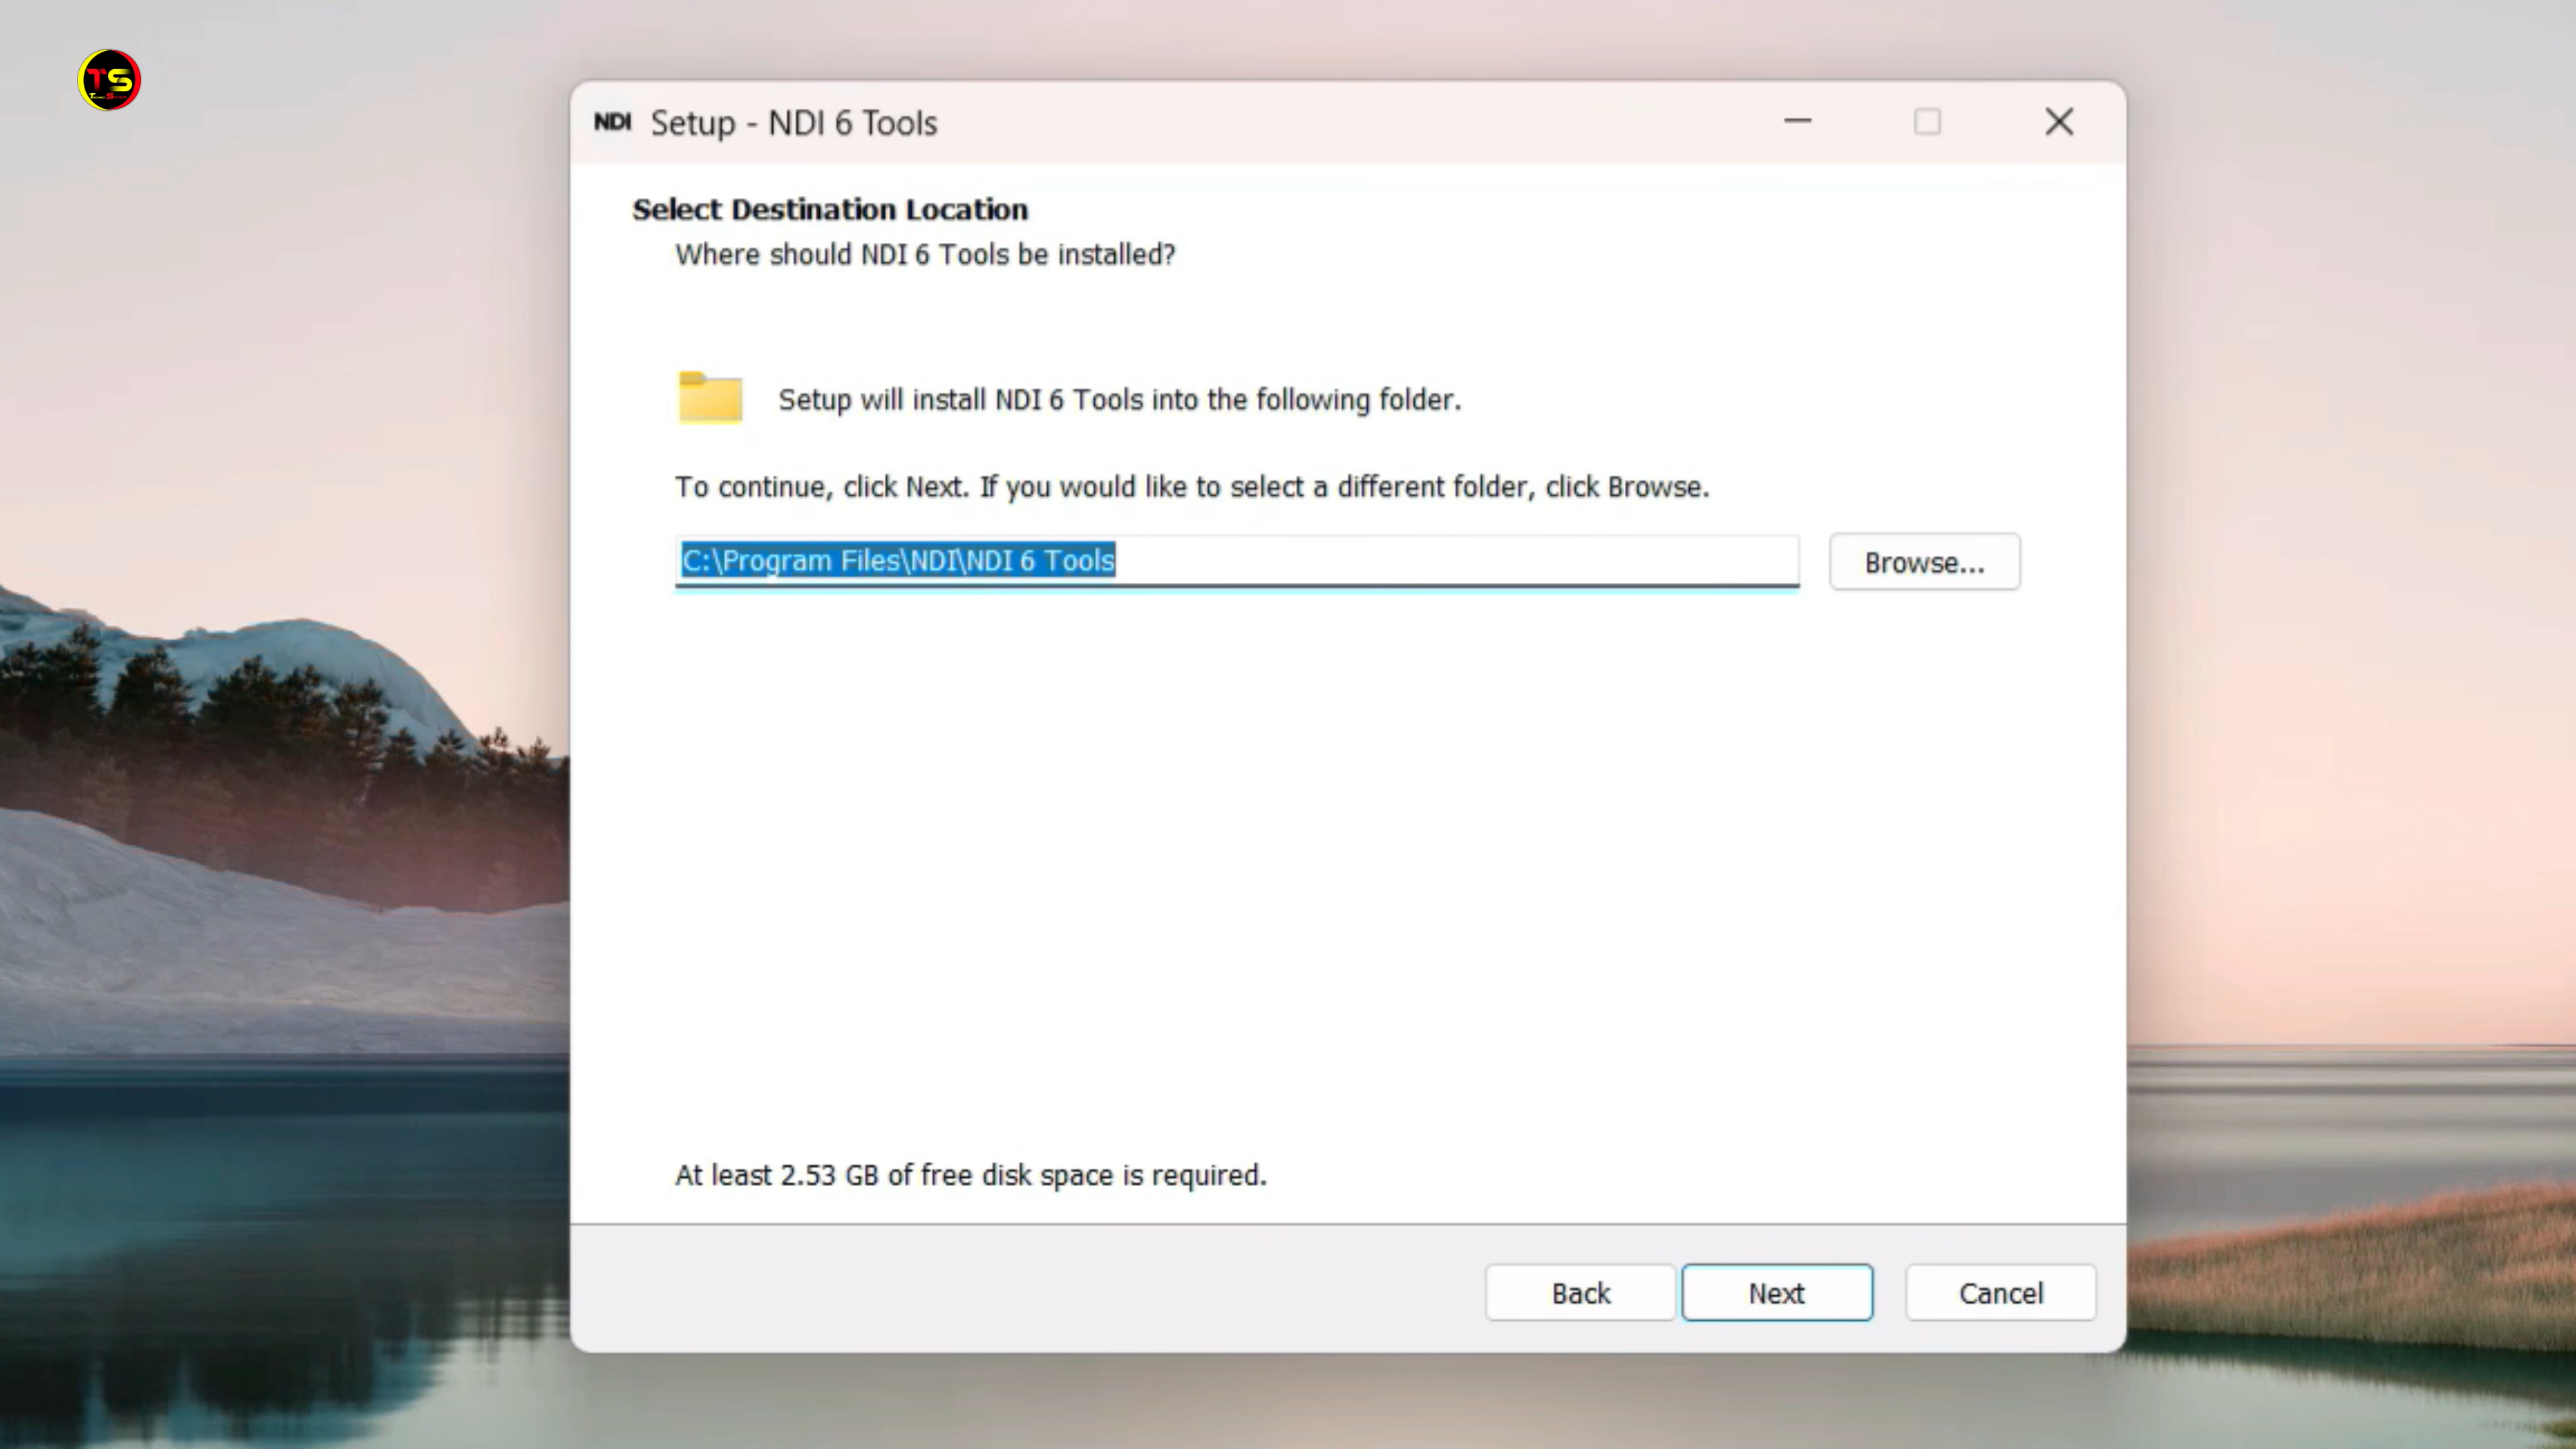 TS
NDI Setup - NDI 6 Tools
Select Destination Location
Where should NDI 6 Tools be installed?
Setup will install NDI 6 Tools into the following folder.
To continue, click Next. If you would like to select a different folder, click Browse.
C:\Program Files\NDI\NDI 6 Tools
Browse...
At least 2.53 GB of free disk space is required.
Back
Next
Cancel